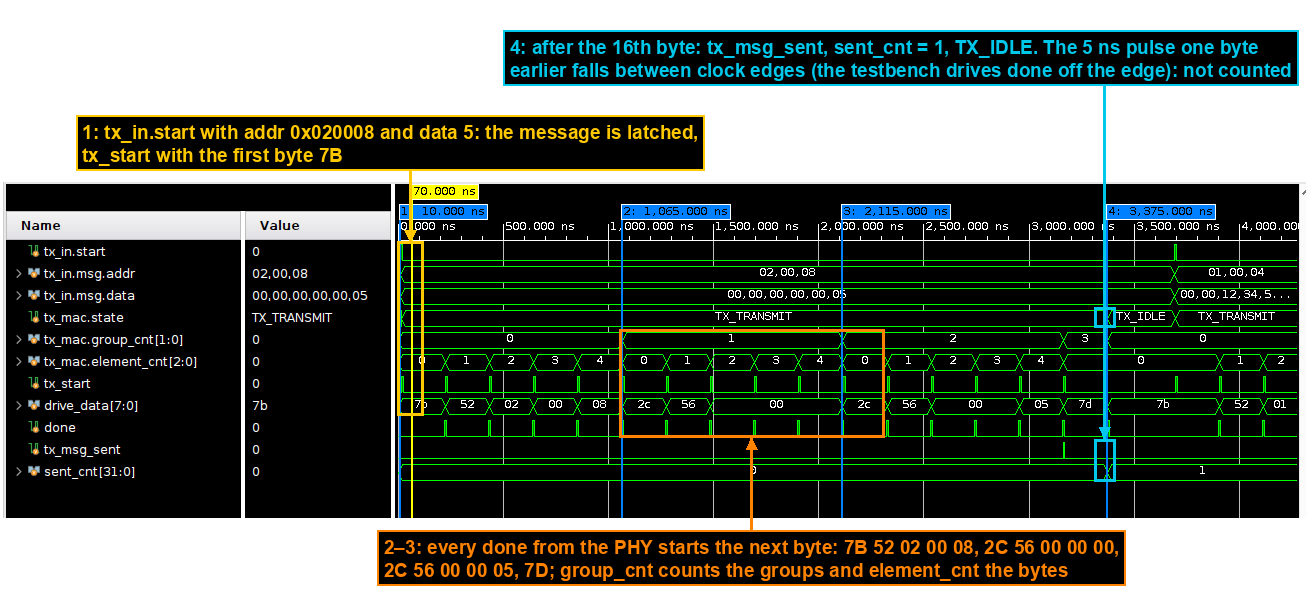 4: after the 16th byte: tx_msg_sent, sent_cnt = 1, TX_IDLE. The 5 ns pulse one byte
earlier falls between clock edges (the testbench drives done off the edge): not counted
1: tx_in.start with addr 0x020008 and data 5: the message is latched,
tx_start with the first byte 7B
70.000 ns
1: 10.000 ns 2: 1,065.000 ns 3: 2,115.000 ns 4: 3,375.000 ns
Name Value 500.000 ns 1,000.000 ns 1,500.000 ns 2,000.000 ns 2,500.000 ns 3,000.000 ns 3,500.000 ns
tx_in.start 0
tx_in.msg.addr 02,00,08 02,00,08 01,00,04
tx_in.msg.data 00,00,00,00,00,05 00,00,00,00,00,05 00,00,12,34,5...
tx_mac.state TX_TRANSMIT TX_TRANSMIT TX_IDLE TX_TRANSMIT
tx_mac.group_cnt[1:0] 0 0 1 2 3 0
tx_mac.element_cnt[2:0] 0 0 1 2 3 4 0 1 2 3 4 0 1 2 3 4 0 1 2
tx_start 0
drive_data[7:0] 7b 7b 52 02 00 08 2c 56 00 2c 56 00 05 7d 7b 52 01
done 0
tx_msg_sent 0
sent_cnt[31:0] 0 0 1
2–3: every done from the PHY starts the next byte: 7B 52 02 00 08, 2C 56 00 00 00,
2C 56 00 00 05, 7D; group_cnt counts the groups and element_cnt the bytes